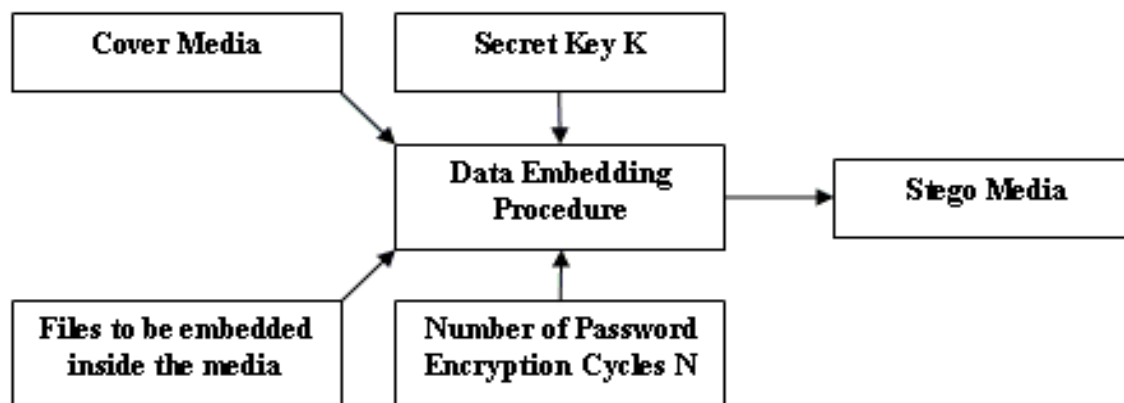 Cover Media
Secret Key K
Data Embedding
Procedure
Stego Media
Files to be embedded
inside the media
Number of Password
Encryption Cycles N